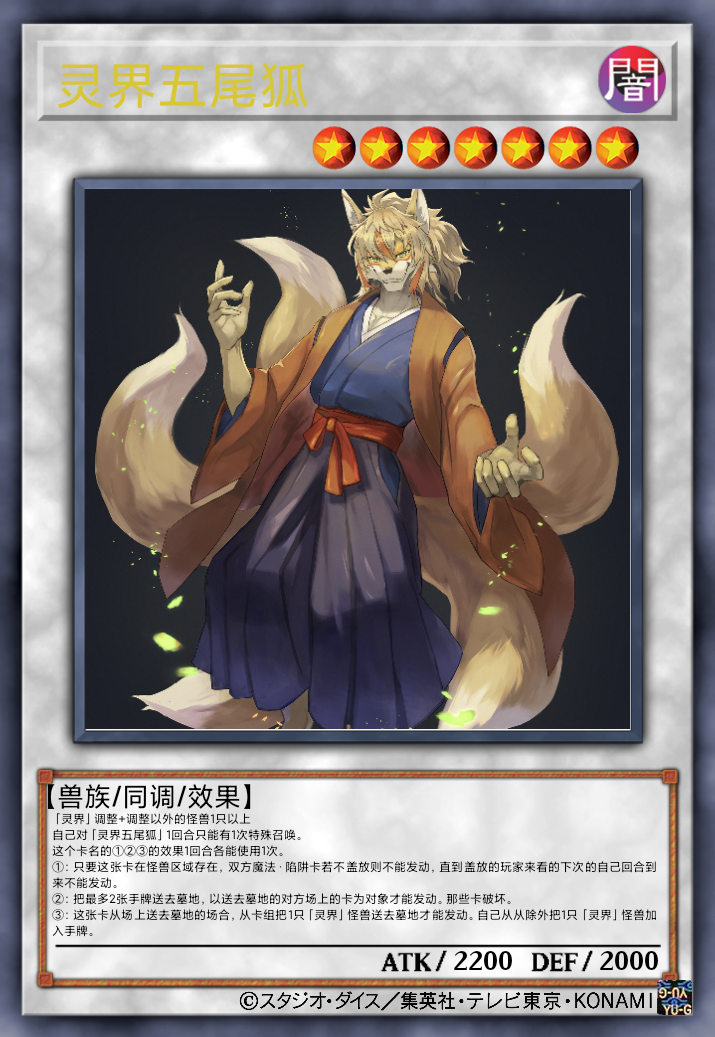 灵界五尾狐
闇
【兽族/同调/效果】
「灵界」调整+调整以外的怪兽1只以上
自己对「灵界五尾狐」1回合只能有1次特殊召唤。
这个卡名的①②③的效果1回合各能使用1次。
①：只要这张卡在怪兽区域存在，双方魔法·陷阱卡若不盖放则不能发动，直到盖放的玩家来看的下次的自己回合到
来不能发动。
②：把最多2张手牌送去墓地，以送去墓地的对方场上的卡为对象才能发动。那些卡破坏。
③：这张卡从场上送去墓地的场合，从卡组把1只「灵界」怪兽送去墓地才能发动。自己从从除外把1只「灵界」怪兽加
入手牌。
ATK/2200 DEF/2000
©スタジオ・ダイス／集英社・テレビ東京・KONAMI